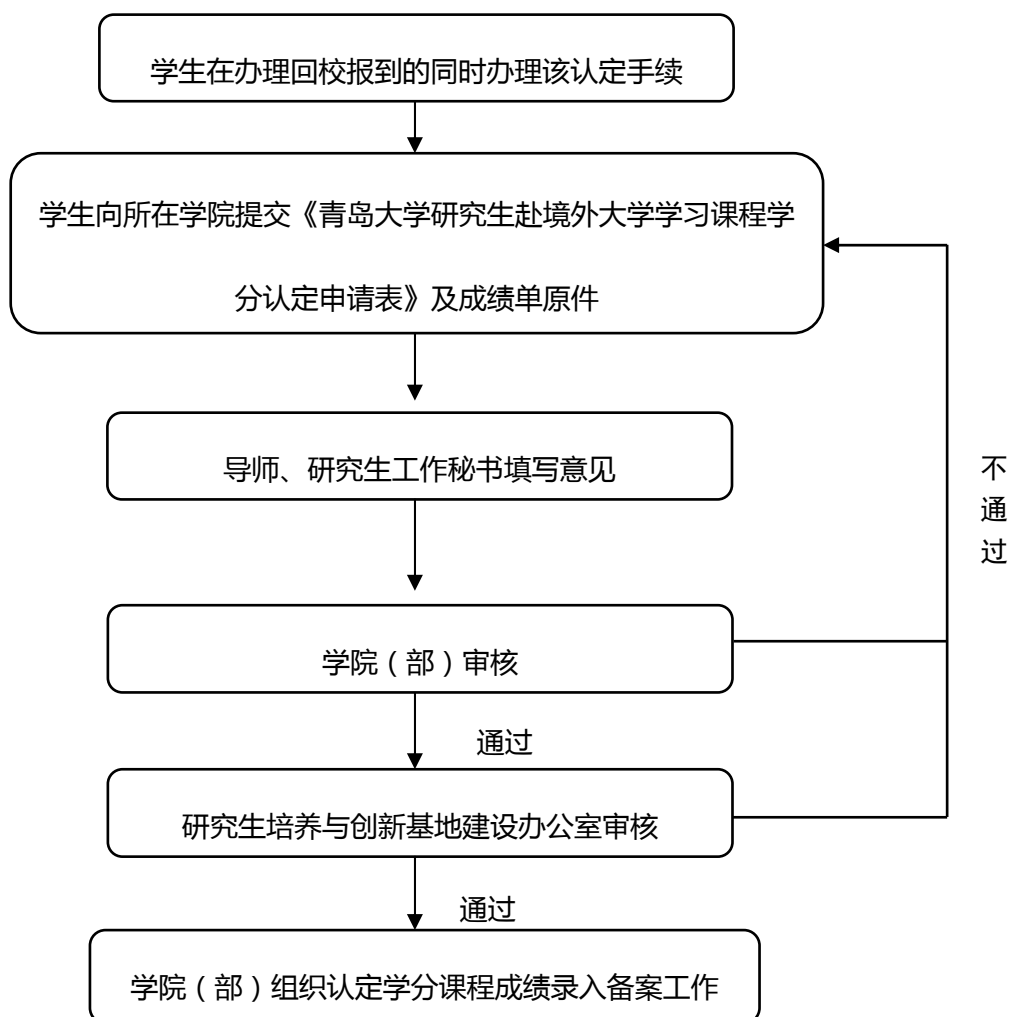 学生在办理回校报到的同时办理该认定手续
学生向所在学院提交《青岛大学研究生赴境外大学学习课程学
分认定申请表》及成绩单原件
导师、研究生工作秘书填写意见
不
通
过
学院（部）审核
通过
研究生培养与创新基地建设办公室审核
通过
学院（部）组织认定学分课程成绩录入备案工作